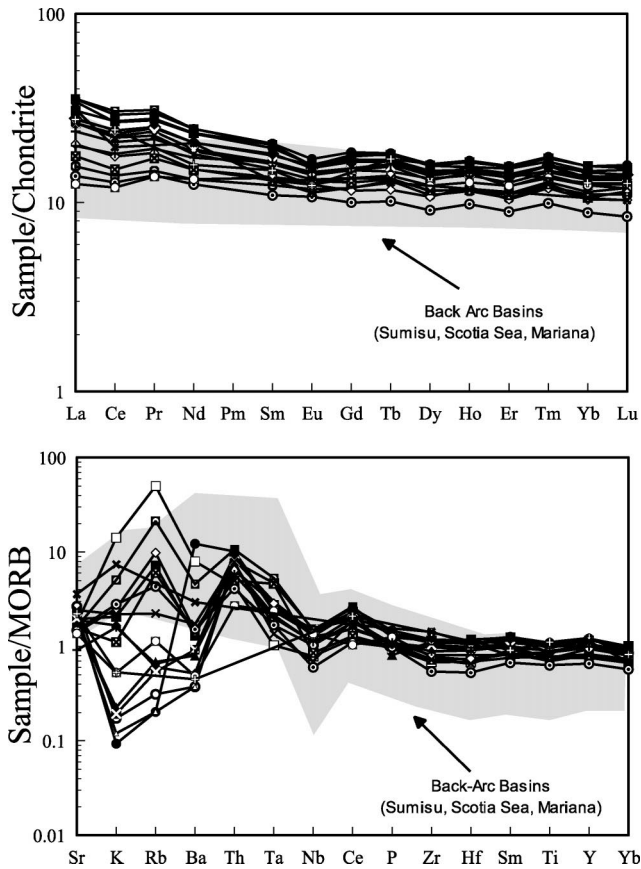 100
10
1
Sample/Chondrite
Back Arc Basins
(Sumisu, Scotia Sea, Mariana)
La Ce Pr Nd Pm Sm Eu Gd Tb Dy Ho Er Tm Yb Lu
100
10
1
0.1
0.01
Sample/MORB
Back-Arc Basins
(Sumisu, Scotia Sea, Mariana)
Sr K Rb Ba Th Ta Nb Ce P Zr Hf Sm Ti Y Yb